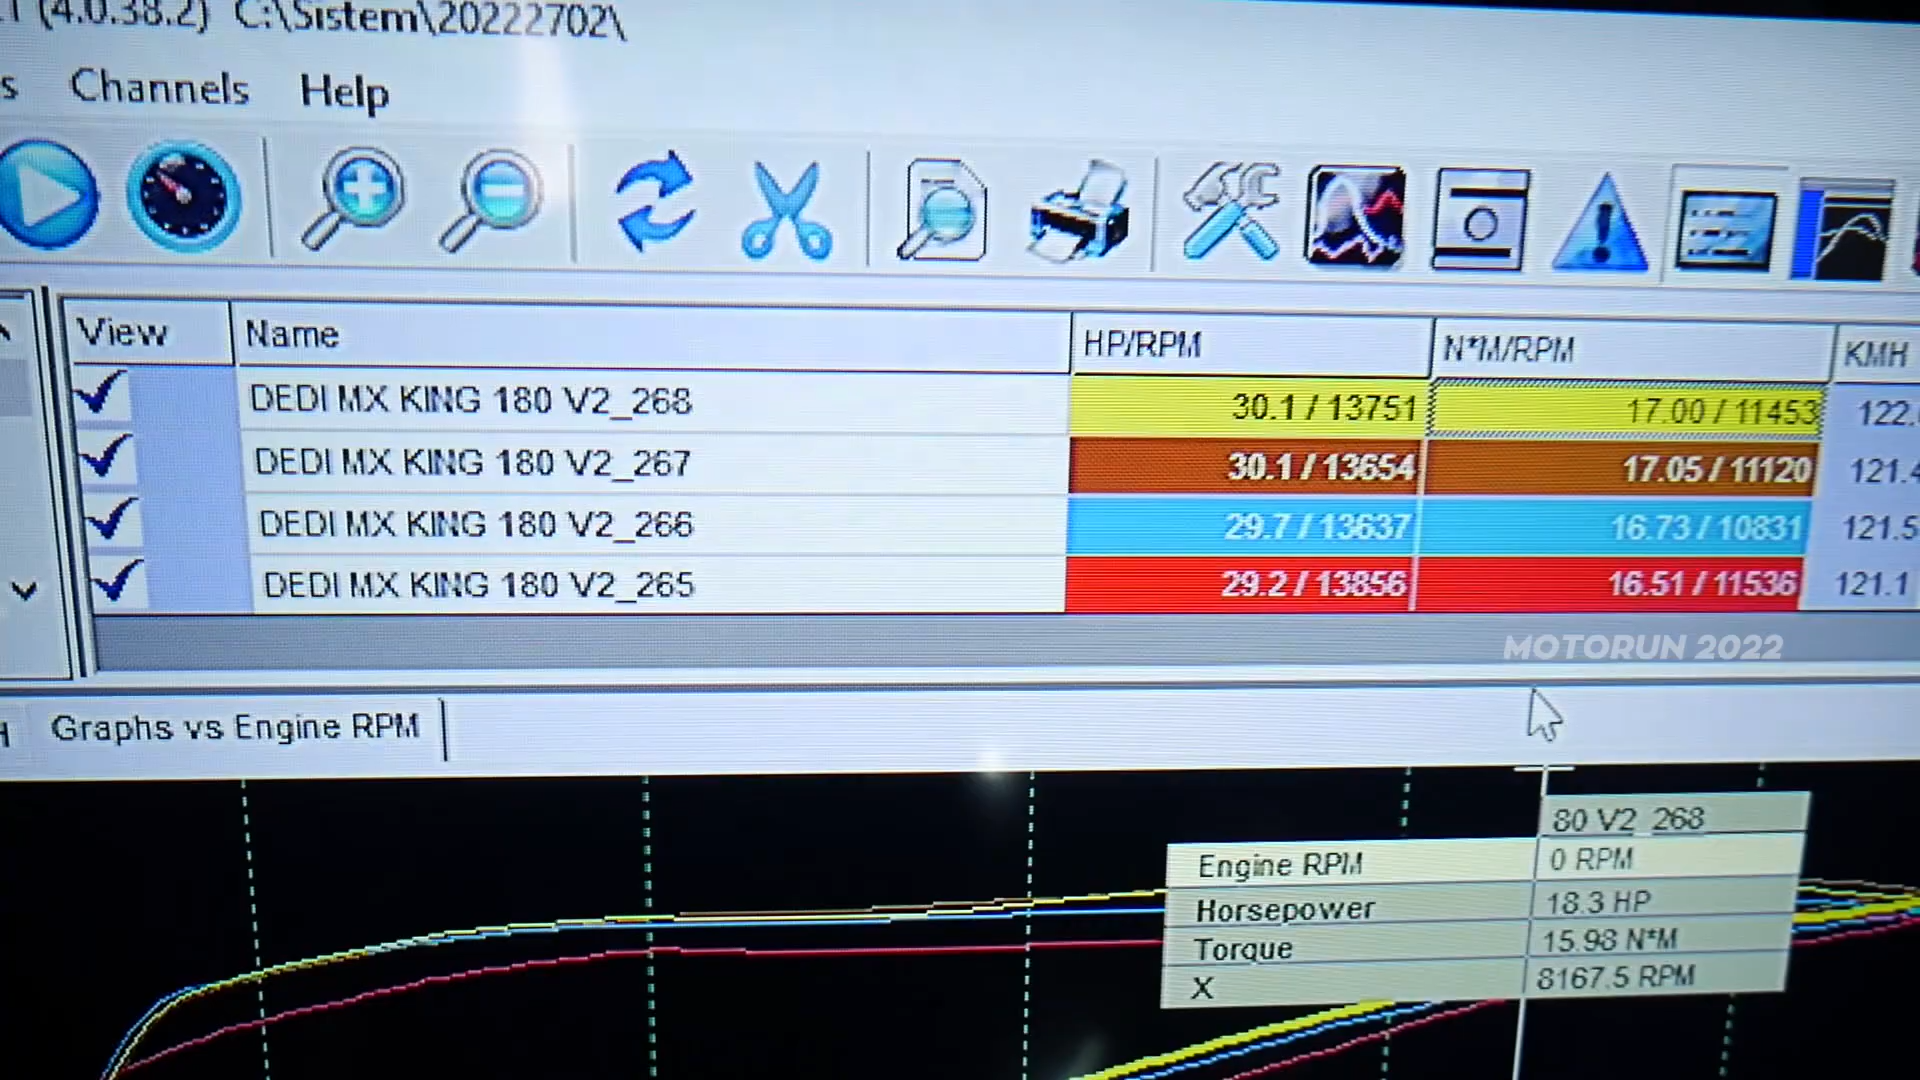 (4.0.38.2) C:\Sistem\20222702\
s Channels Help
View Name HP/RPM N*M/RPM KMH
DEDI MX KING 180 V2_268 30.1 / 13751 17.00 / 11453 122.
DEDI MX KING 180 V2_267 30.1 / 13654 17.05 / 11120 121.4
DEDI MX KING 180 V2_266 29.7 / 13637 16.73 / 10831 121.5
DEDI MX KING 180 V2_265 29.2 / 13856 16.51 / 11536 121.1
MOTORUN 2022
Graphs vs Engine RPM
80 V2_268
Engine RPM 0 RPM
Horsepower 18.3 HP
Torque 15.98 N*M
X 8167.5 RPM